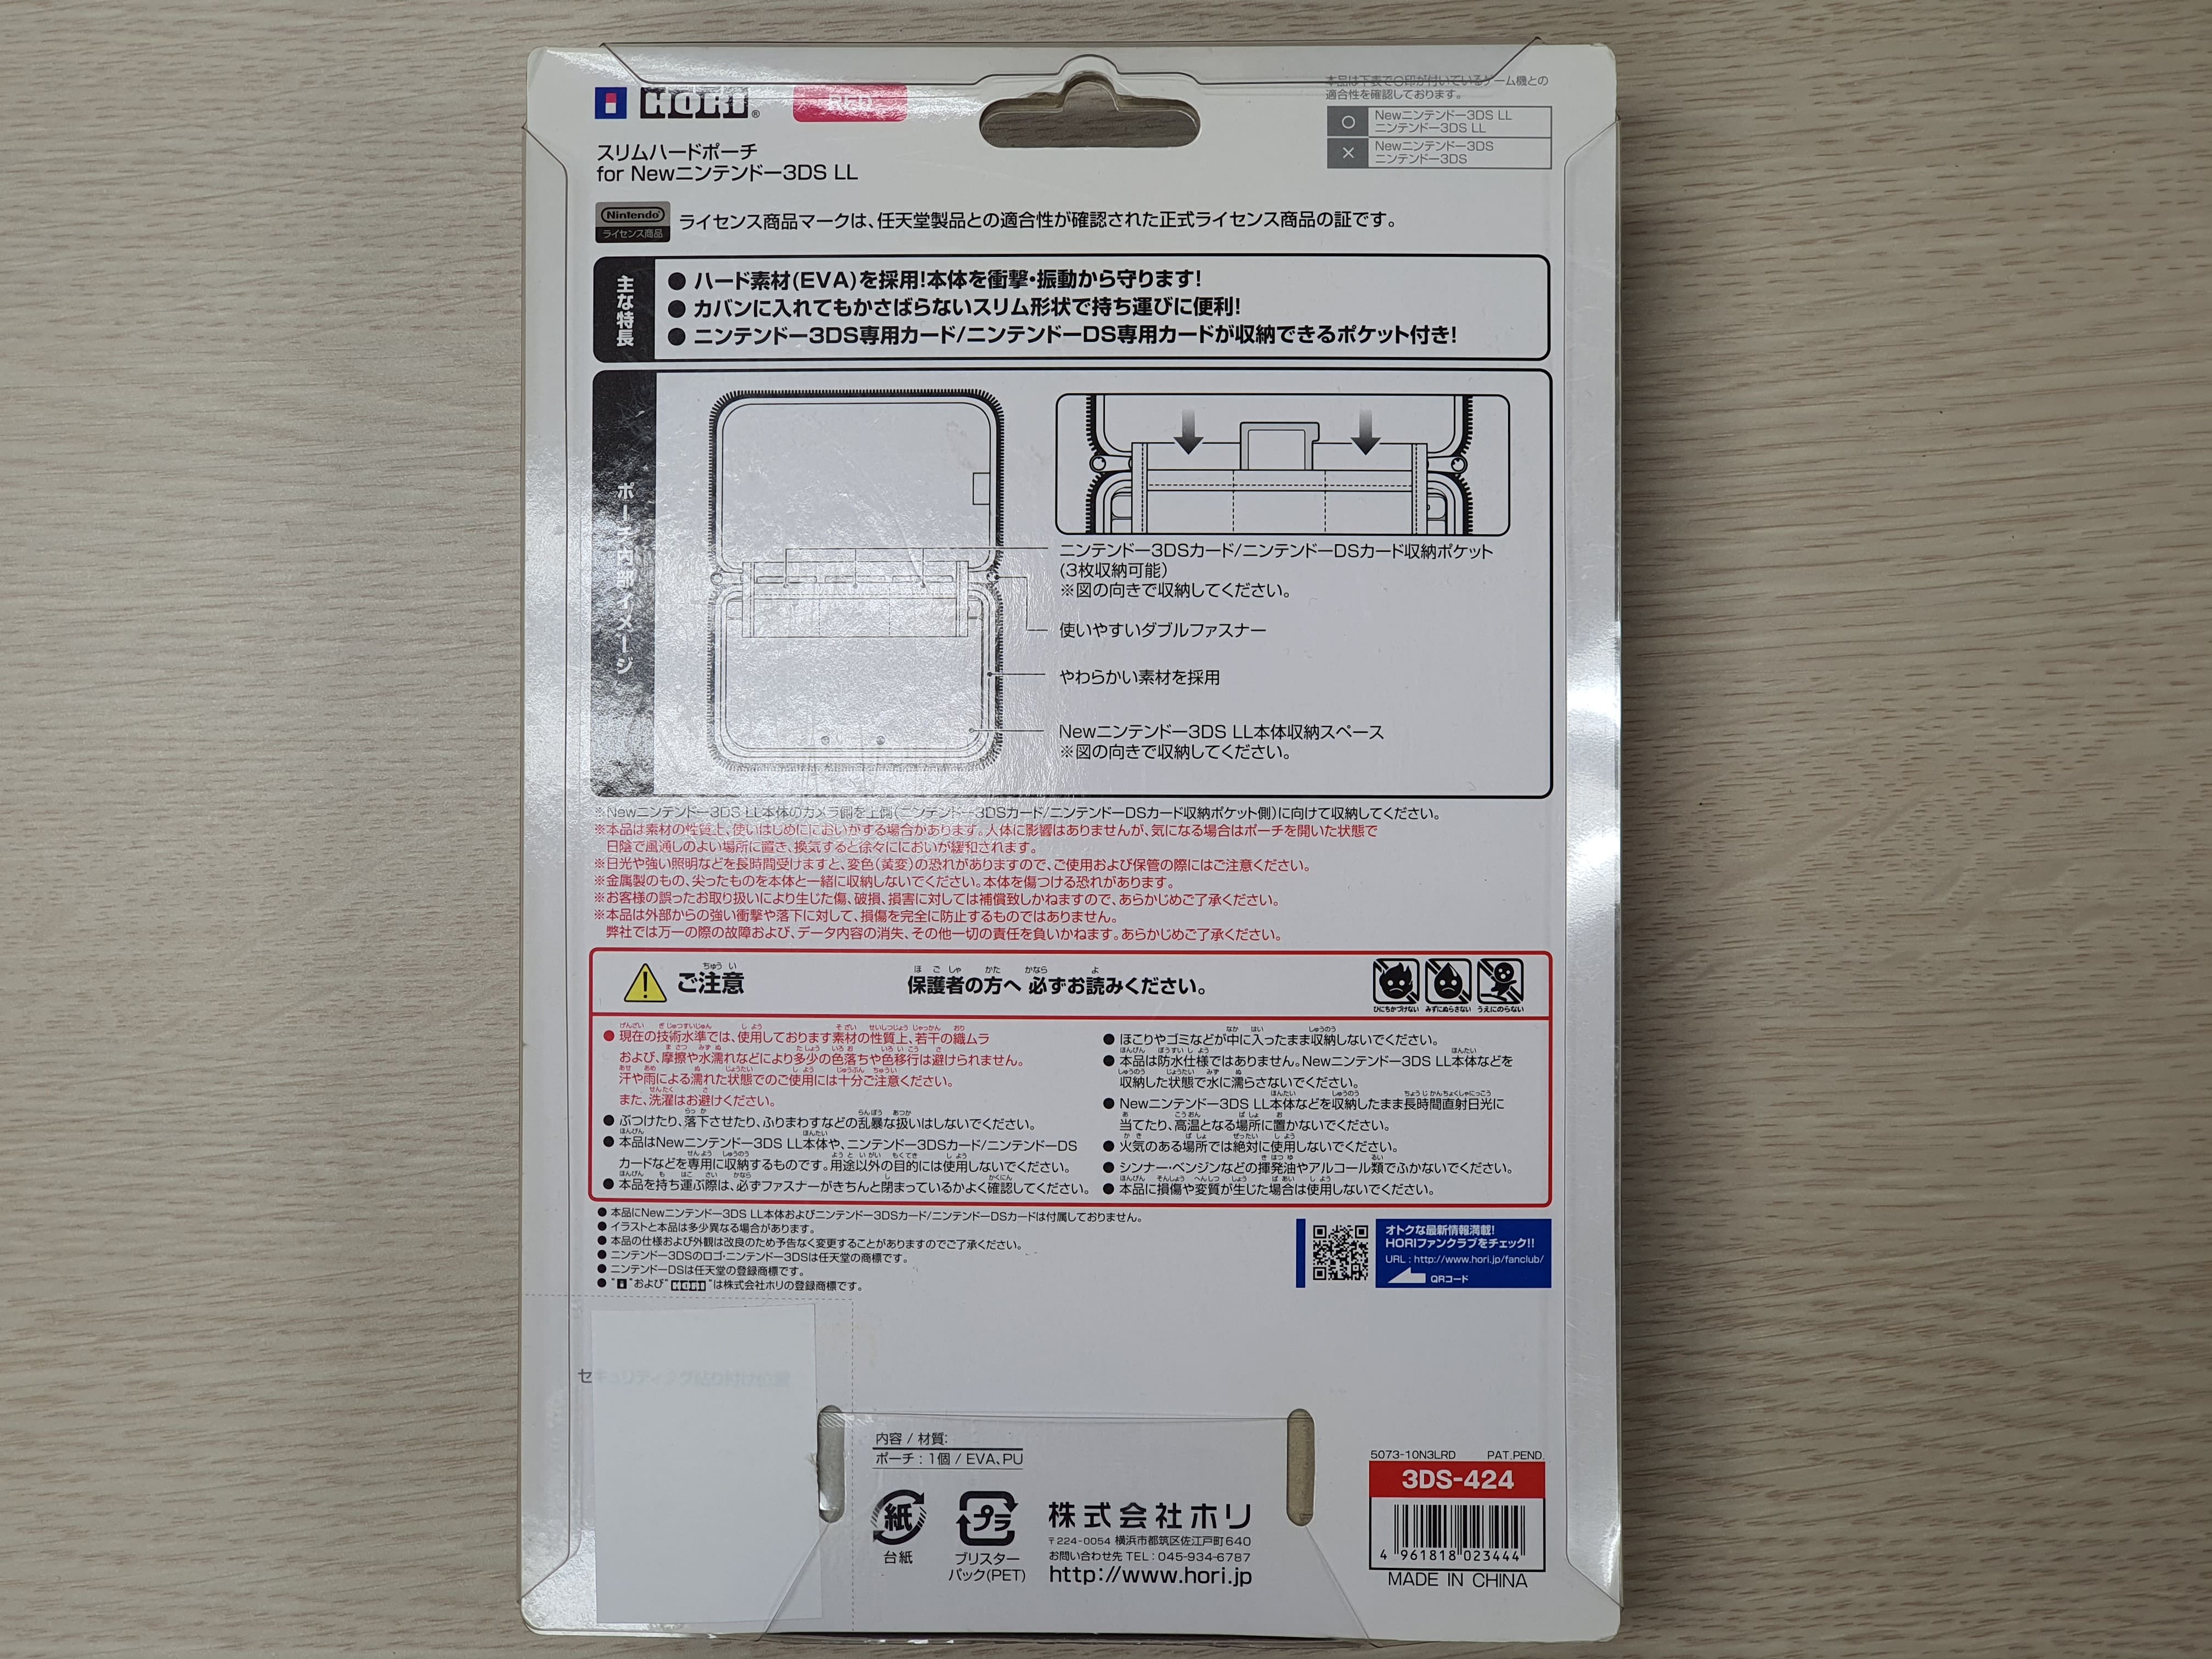 HORI®
RED
スリムハードポーチ
for Newニンテンドー3DS LL
本品は下表で○印が付いているゲーム機との
適合性を確認しております。
○ Newニンテンドー3DS LL
ニンテンドー3DS LL
× Newニンテンドー3DS
ニンテンドー3DS
Nintendo
ライセンス商品
ライセンス商品マークは、任天堂製品との適合性が確認された正式ライセンス商品の証です。
主な特長
● ハード素材(EVA)を採用!本体を衝撃・振動から守ります!
● カバンに入れてもかさばらないスリム形状で持ち運びに便利!
● ニンテンドー3DS専用カード/ニンテンドーDS専用カードが収納できるポケット付き!
ポーチ内部イメージ
ニンテンドー3DSカード/ニンテンドーDSカード収納ポケット
(3枚収納可能)
※図の向きで収納してください。
使いやすいダブルファスナー
やわらかい素材を採用
Newニンテンドー3DS LL本体収納スペース
※図の向きで収納してください。
※Newニンテンドー3DS LL本体のカメラ側を上側(ニンテンドー3DSカード/ニンテンドーDSカード収納ポケット側)に向けて収納してください。
※本品は素材の性質上、使いはじめににおいがする場合があります。人体に影響はありませんが、気になる場合はポーチを開いた状態で
日陰で風通しのよい場所に置き、換気すると徐々ににおいが緩和されます。
※日光や強い照明などを長時間受けますと、変色(黄変)の恐れがありますので、ご使用および保管の際にはご注意ください。
※金属製のもの、尖ったものを本体と一緒に収納しないでください。本体を傷つける恐れがあります。
※お客様の誤ったお取り扱いにより生じた傷、破損、損害に対しては補償致しかねますので、あらかじめご了承ください。
※本品は外部からの強い衝撃や落下に対して、損傷を完全に防止するものではありません。
弊社では万一の際の故障および、データ内容の消失、その他一切の責任を負いかねます。あらかじめご了承ください。
ご注意
保護者の方へ 必ずお読みください。
ひにちかづけない みずにぬらさない うえにのらない
● 現在の技術水準では、使用しております素材の性質上、若干の織ムラ
および、摩擦や水濡れなどにより多少の色落ちや色移行は避けられません。
汗や雨による濡れた状態でのご使用には十分ご注意ください。
また、洗濯はお避けください。
● ぶつけたり、落下させたり、ふりまわすなどの乱暴な扱いはしないでください。
● 本品はNewニンテンドー3DS LL本体や、ニンテンドー3DSカード/ニンテンドーDS
カードなどを専用に収納するものです。用途以外の目的には使用しないでください。
● 本品を持ち運ぶ際は、必ずファスナーがきちんと閉まっているかよく確認してください。
● ほこりやゴミなどが中に入ったまま収納しないでください。
● 本品は防水仕様ではありません。Newニンテンドー3DS LL本体などを
収納した状態で水に濡らさないでください。
● Newニンテンドー3DS LL本体などを収納したまま長時間直射日光に
当てたり、高温となる場所に置かないでください。
● 火気のある場所では絶対に使用しないでください。
● シンナー・ベンジンなどの揮発油やアルコール類でふかないでください。
● 本品に損傷や変質が生じた場合は使用しないでください。
● 本品にNewニンテンドー3DS LL本体およびニンテンドー3DSカード/ニンテンドーDSカードは付属しておりません。
● イラストと本品は多少異なる場合があります。
● 本品の仕様および外観は改良のため予告なく変更することがありますのでご了承ください。
● ニンテンドー3DSのロゴ・ニンテンドー3DSは任天堂の商標です。
● ニンテンドーDSは任天堂の登録商標です。
● "および"HORI"は株式会社ホリの登録商標です。
オトクな最新情報満載!
HORIファンクラブをチェック!!
URL : http://www.hori.jp/fanclub/
QRコード
セキュリティタグ貼り付け位置
内容 / 材質:
ポーチ : 1個 / EVA、PU
紙
台紙
プラ
ブリスター
パック(PET)
株式会社ホリ
〒224-0054 横浜市都筑区佐江戸町640
お問い合わせ先 TEL : 045-934-6787
http://www.hori.jp
5073-10N3LRD PAT.PEND.
3DS-424
4 961818 023444
MADE IN CHINA